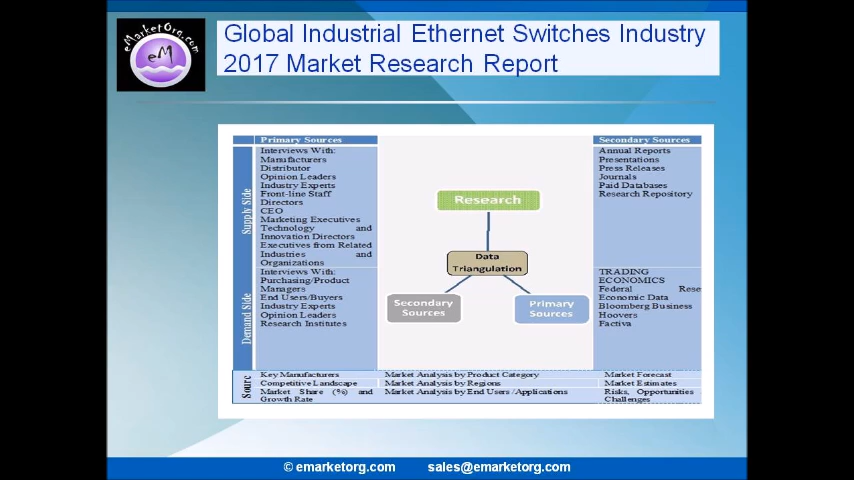 eMarketOrg.com
eM
Global Industrial Ethernet Switches Industry
2017 Market Research Report
Primary Sources
Supply Side
Interviews With:
Manufacturers
Distributor
Opinion Leaders
Industry Experts
Front-line Staff
Directors
CEO
Marketing Executives
Technology and
Innovation Directors
Executives from Related
Industries and
Organizations
Demand Side
Interviews With:
Purchasing/Product
Managers
End Users/Buyers
Industry Experts
Opinion Leaders
Research Institutes
Research
Data
Triangulation
Secondary
Sources
Primary
Sources
Secondary Sources
Annual Reports
Presentations
Press Releases
Journals
Paid Databases
Research Repository
TRADING
ECONOMICS
Federal Rese
Economic Data
Bloomberg Business
Hoovers
Factiva
Sourc
Key Manufacturers
Competitive Landscape
Market Share (%) and
Growth Rate
Market Analysis by Product Category
Market Analysis by Regions
Market Analysis by End Users /Applications
Market Forecast
Market Estimates
Risks, Opportunities
Challenges
© emarketorg.com sales@emarketorg.com